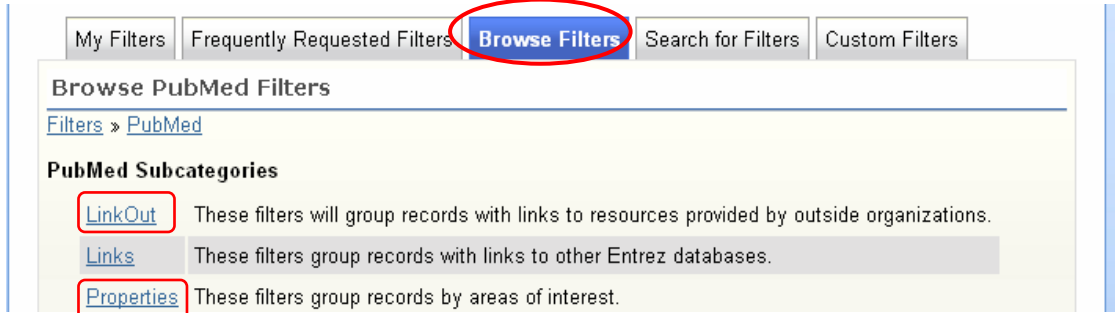 My Filters Frequently Requested Filters Browse Filters Search for Filters Custom Filters
Browse PubMed Filters
Filters » PubMed
PubMed Subcategories
LinkOut These filters will group records with links to resources provided by outside organizations.
Links These filters group records with links to other Entrez databases.
Properties These filters group records by areas of interest.